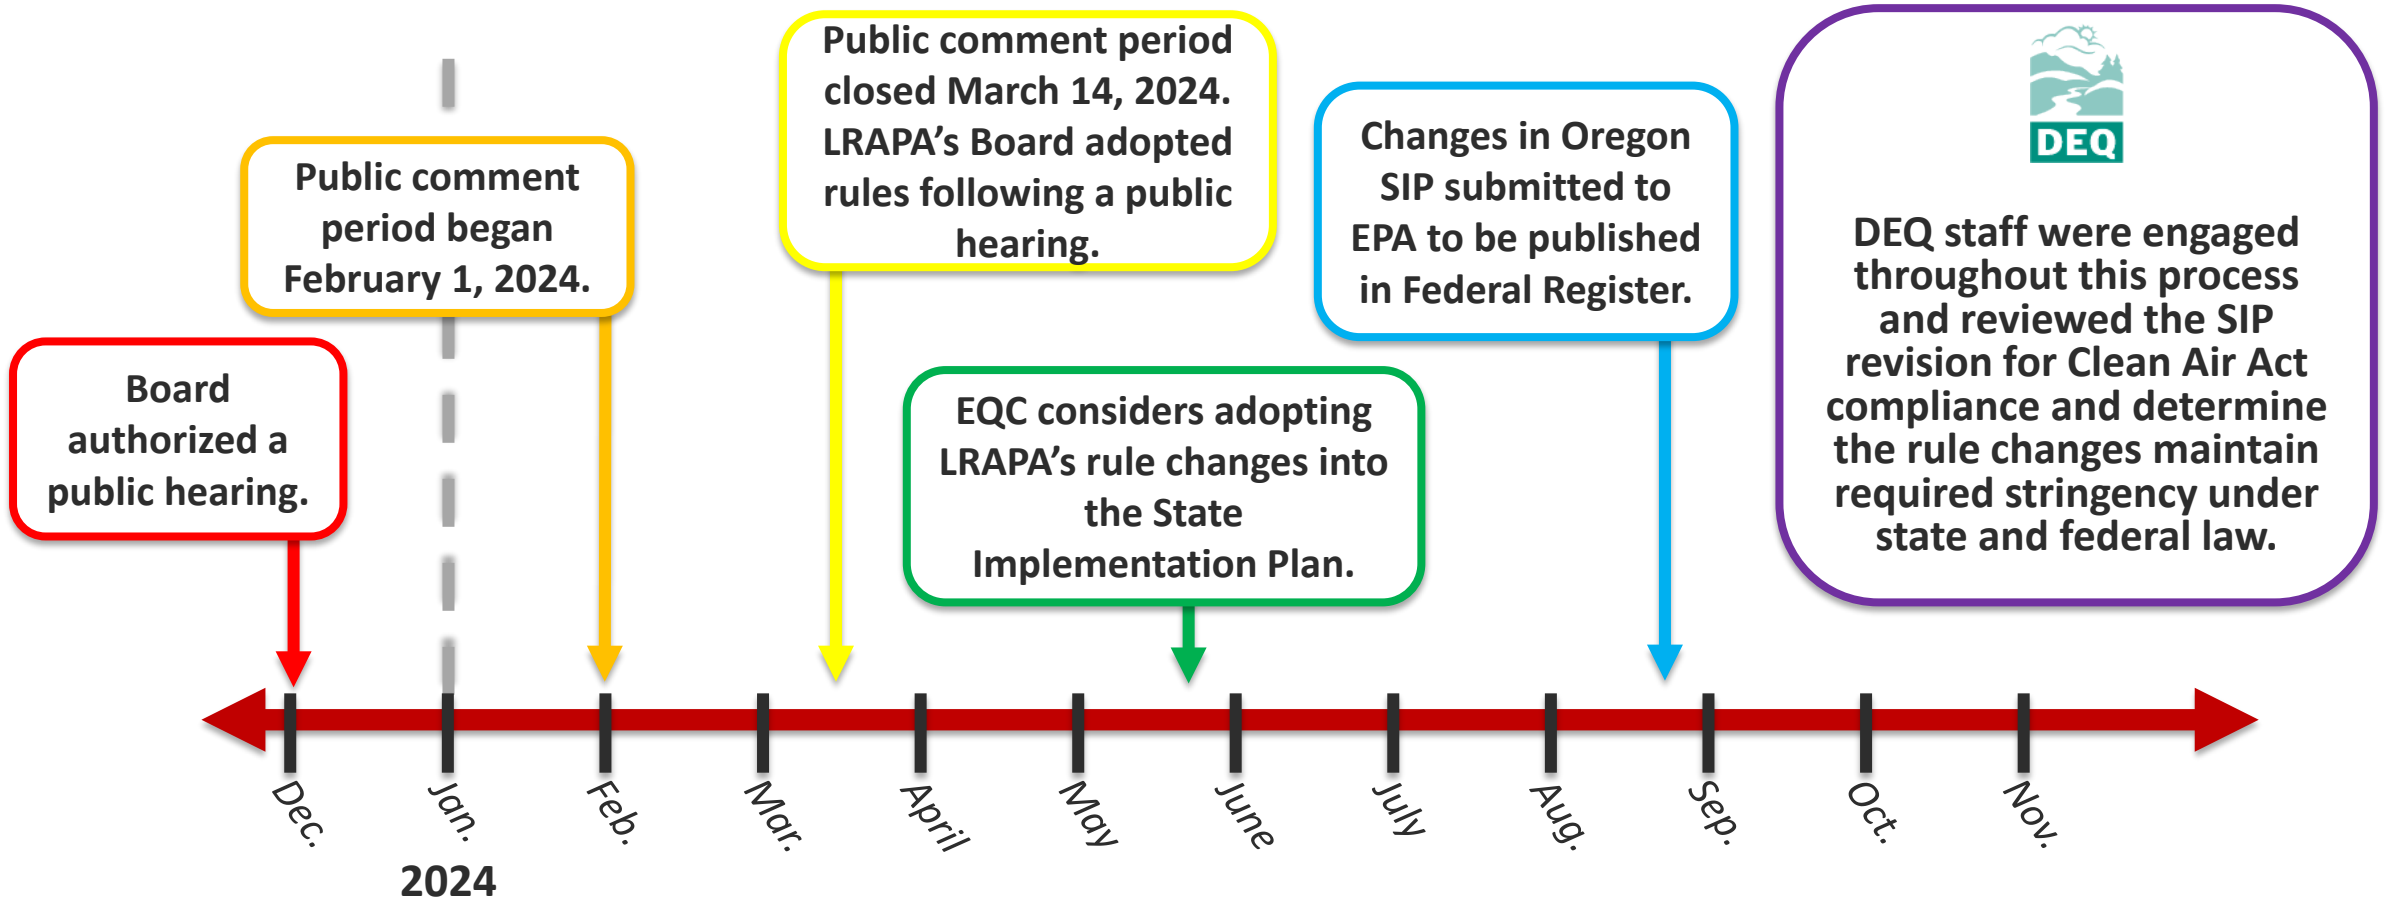 Board
authorized a
public hearing.
Public comment
period began
February 1, 2024.
Public comment period
closed March 14, 2024.
LRAPA’s Board adopted
rules following a public
hearing.
EQC considers adopting
LRAPA’s rule changes into
the State
Implementation Plan.
Changes in Oregon
SIP submitted to
EPA to be published
in Federal Register.
DEQ
DEQ staff were engaged
throughout this process
and reviewed the SIP
revision for Clean Air Act
compliance and determine
the rule changes maintain
required stringency under
state and federal law.
Dec.
Jan.
Feb.
Mar.
April
May
June
July
Aug.
Sep.
Oct.
Nov.
2024